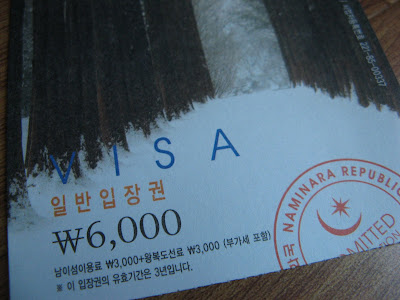 VISA
일반입장권
₩6,000
남이섬이용료 ₩3,000+왕복도선료 ₩3,000 (부가세 포함)
※ 이 입장권의 유효기간은 3년입니다.
NAMINARA REPUBLIC